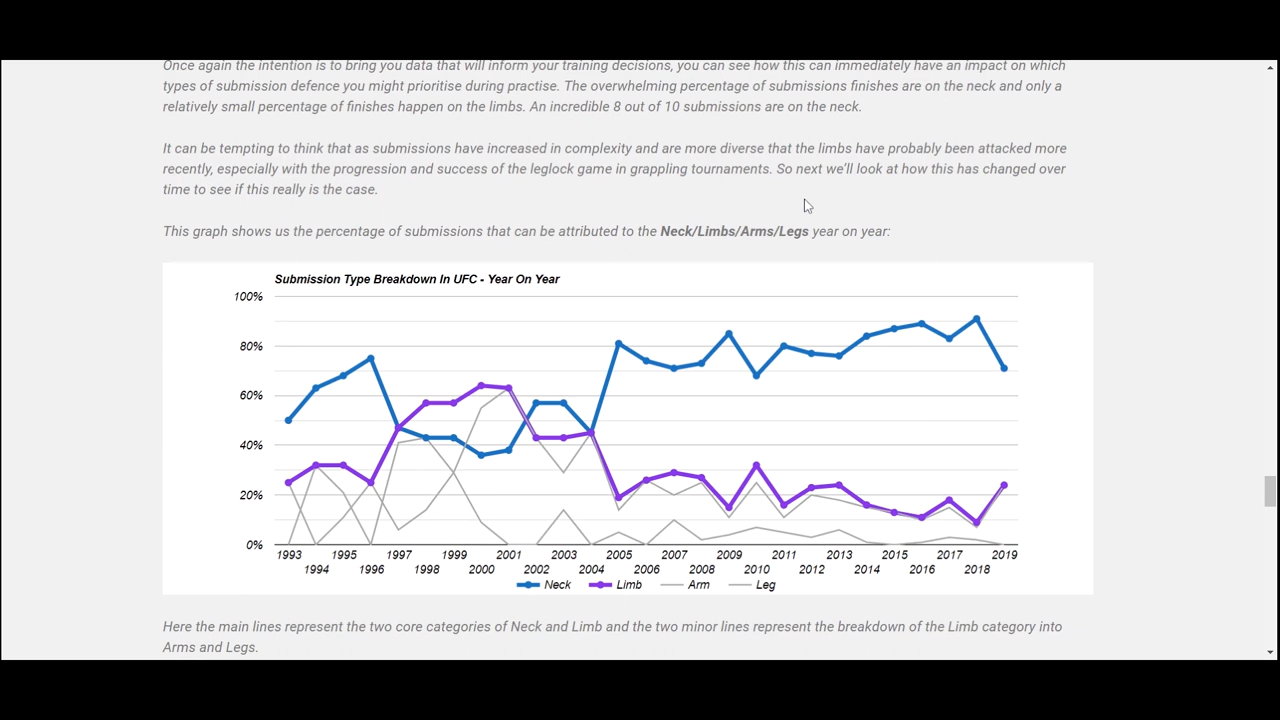 Once again the intention is to bring you data that will inform your training decisions, you can see how this can immediately have an impact on which
types of submission defence you might prioritise during practise. The overwhelming percentage of submissions finishes are on the neck and only a
relatively small percentage of finishes happen on the limbs. An incredible 8 out of 10 submissions are on the neck.
It can be tempting to think that as submissions have increased in complexity and are more diverse that the limbs have probably been attacked more
recently, especially with the progression and success of the leglock game in grappling tournaments. So next we'll look at how this has changed over
time to see if this really is the case.
This graph shows us the percentage of submissions that can be attributed to the Neck/Limbs/Arms/Legs year on year:
Submission Type Breakdown In UFC - Year On Year
100%
80%
60%
40%
20%
0%
1993 1995 1997 1999 2001 2003 2005 2007 2009 2011 2013 2015 2017 2019
1994 1996 1998 2000 2002 2004 2006 2008 2010 2012 2014 2016 2018
Neck Limb Arm Leg
Here the main lines represent the two core categories of Neck and Limb and the two minor lines represent the breakdown of the Limb category into
Arms and Legs.